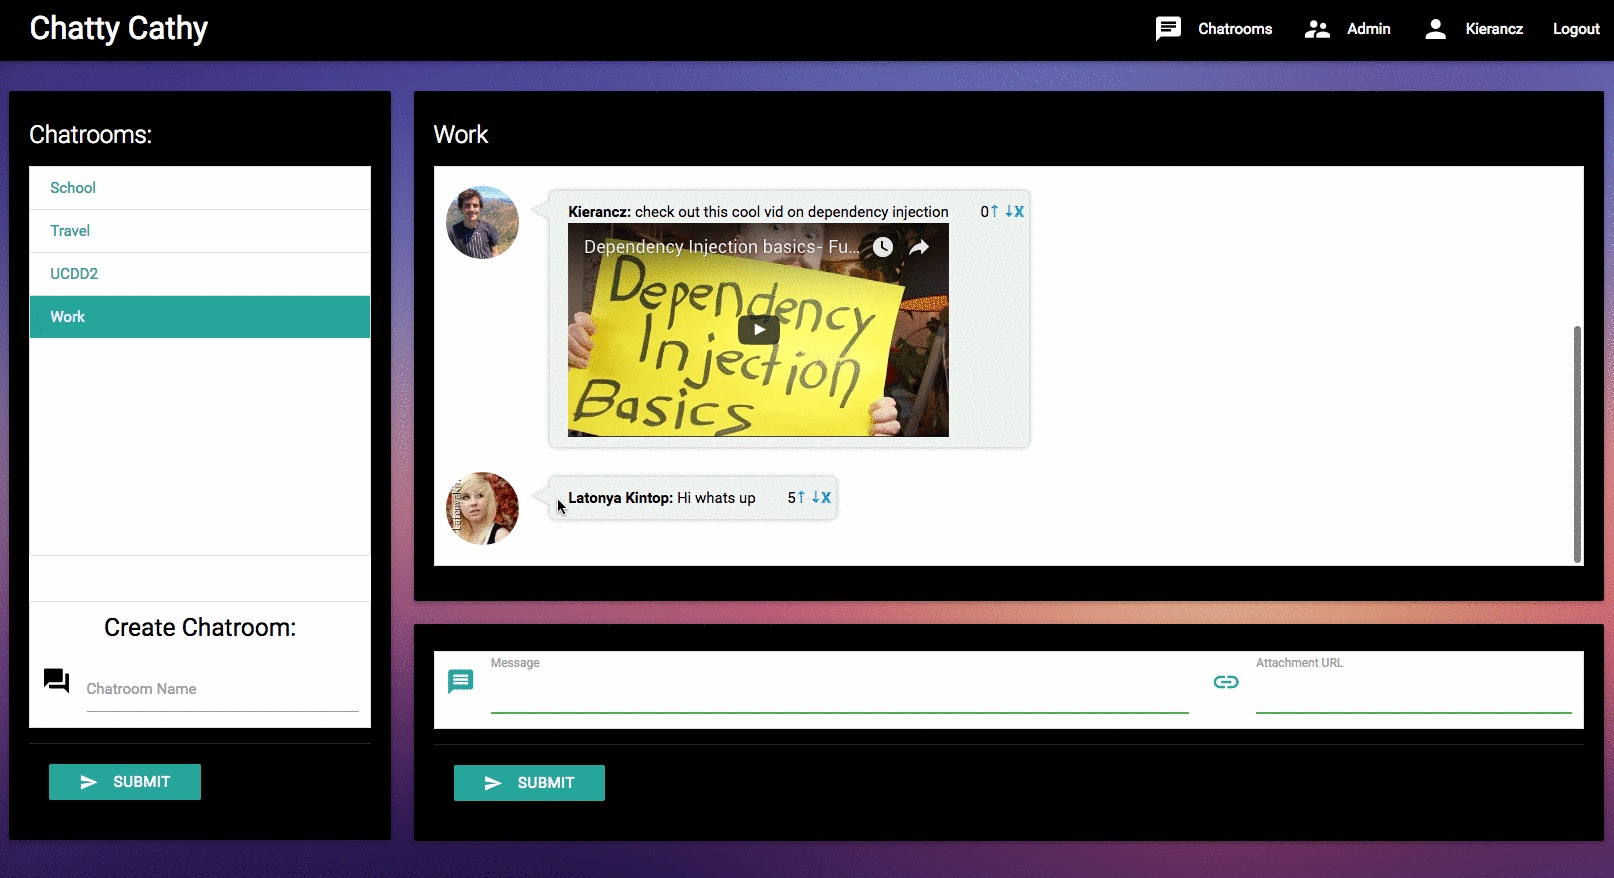 Chatty Cathy
Chatrooms
Admin
Kierancz
Logout
Chatrooms:
School
Travel
UCDD2
Work
Create Chatroom:
Chatroom Name
SUBMIT
Work
Kierancz: check out this cool vid on dependency injection 0↑ ↓X
Dependency Injection basics- Fu...
Dependency
Injection
Basics
Latonya Kintop: Hi whats up 5↑ ↓X
Message
Attachment URL
SUBMIT